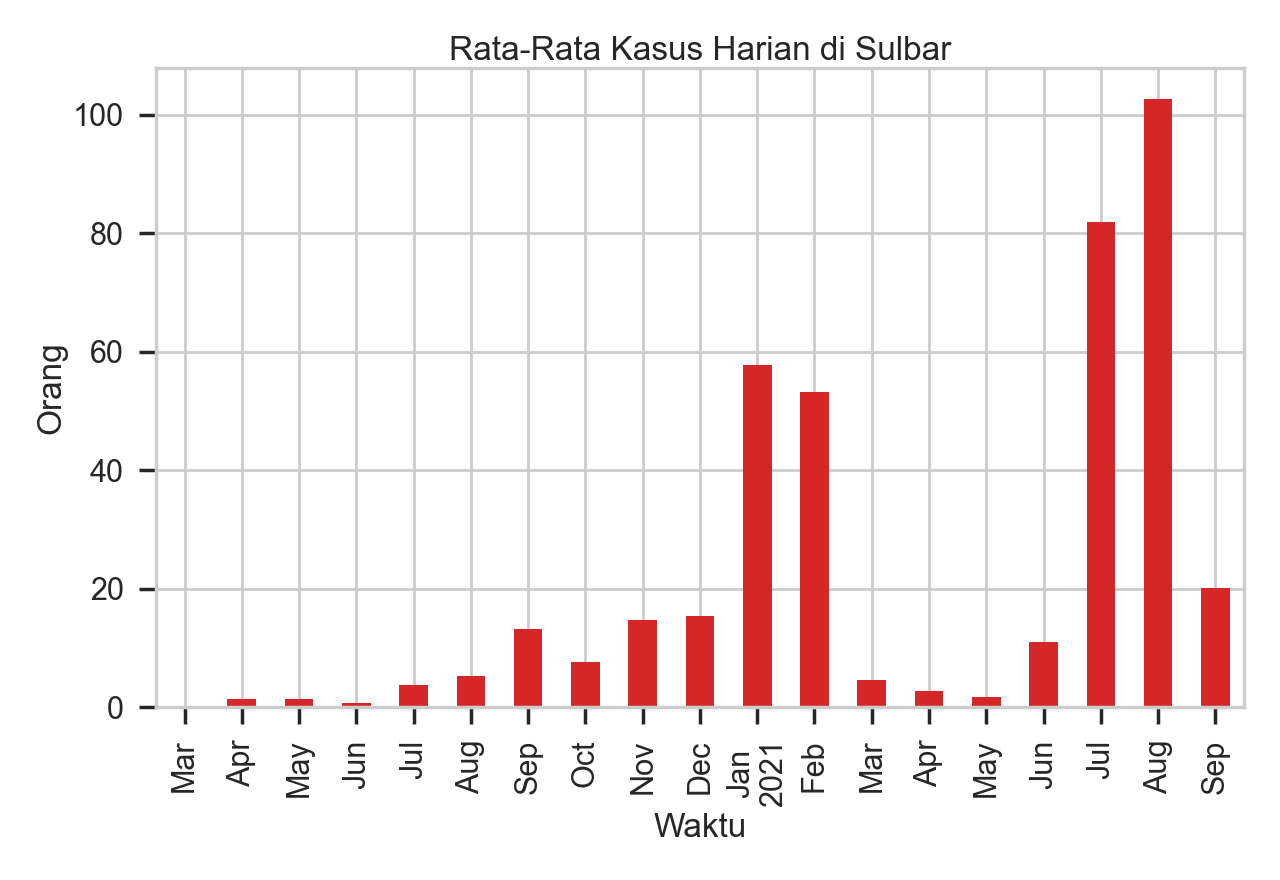 Rata-Rata Kasus Harian di Sulbar
100
80
60
40
20
0
Orang
Mar
Apr
May
Jun
Jul
Aug
Sep
Oct
Nov
Dec
Jan
2021
Feb
Mar
Apr
May
Jun
Jul
Aug
Sep
Waktu